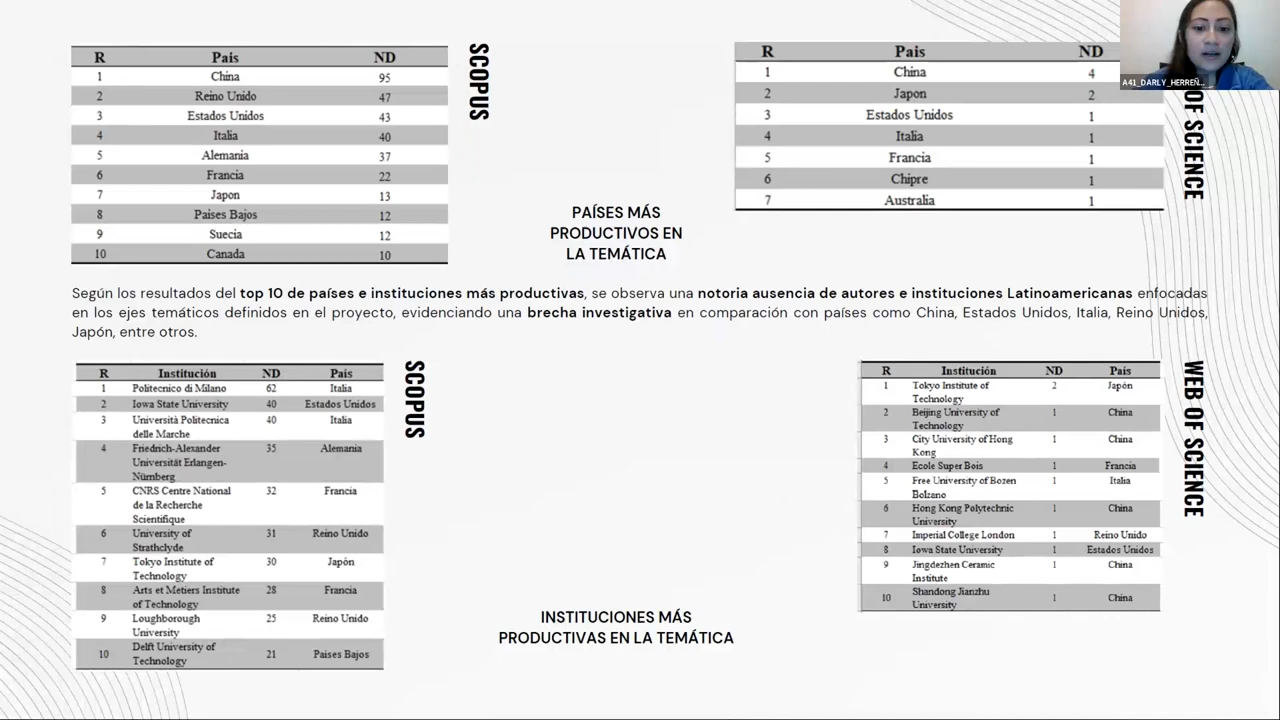 R País ND
1 China 95
2 Reino Unido 47
3 Estados Unidos 43
4 Italia 40
5 Alemania 37
6 Francia 22
7 Japon 13
8 Paises Bajos 12
9 Suecia 12
10 Canada 10
SCOPUS
R Pais ND
1 China 4
2 Japon 2
3 Estados Unidos 1
4 Italia 1
5 Francia 1
6 Chipre 1
7 Australia 1
OF SCIENCE
A41_DARLY_HERREÑ...
PAÍSES MÁS
PRODUCTIVOS EN
LA TEMÁTICA
Según los resultados del top 10 de países e instituciones más productivas, se observa una notoria ausencia de autores e instituciones Latinoamericanas enfocadas
en los ejes temáticos definidos en el proyecto, evidenciando una brecha investigativa en comparación con países como China, Estados Unidos, Italia, Reino Unidos,
Japón, entre otros.
R Institución ND País
1 Politecnico di Milano 62 Italia
2 Iowa State University 40 Estados Unidos
3 Università Politecnica 40 Italia
delle Marche
4 Friedrich-Alexander 35 Alemania
Universität Erlangen-
Nürnberg
5 CNRS Centre National 32 Francia
de la Recherche
Scientifique
6 University of 31 Reino Unido
Strathclyde
7 Tokyo Institute of 30 Japón
Technology
8 Arts et Metiers Institute 28 Francia
of Technology
9 Loughborough 25 Reino Unido
University
10 Delft University of 21 Paises Bajos
Technology
SCOPUS
INSTITUCIONES MÁS
PRODUCTIVAS EN LA TEMÁTICA
R Institución ND País
1 Tokyo Institute of 2 Japón
Technology
2 Beijing University of 1 China
Technology
3 City University of Hong 1 China
Kong
4 Ecole Super Bois 1 Francia
5 Free University of Bozen 1 Italia
Bolzano
6 Hong Kong Polytechnic 1 China
University
7 Imperial College London 1 Reino Unido
8 Iowa State University 1 Estados Unidos
9 Jingdezhen Ceramic 1 China
Institute
10 Shandong Jianzhu 1 China
University
WEB OF SCIENCE